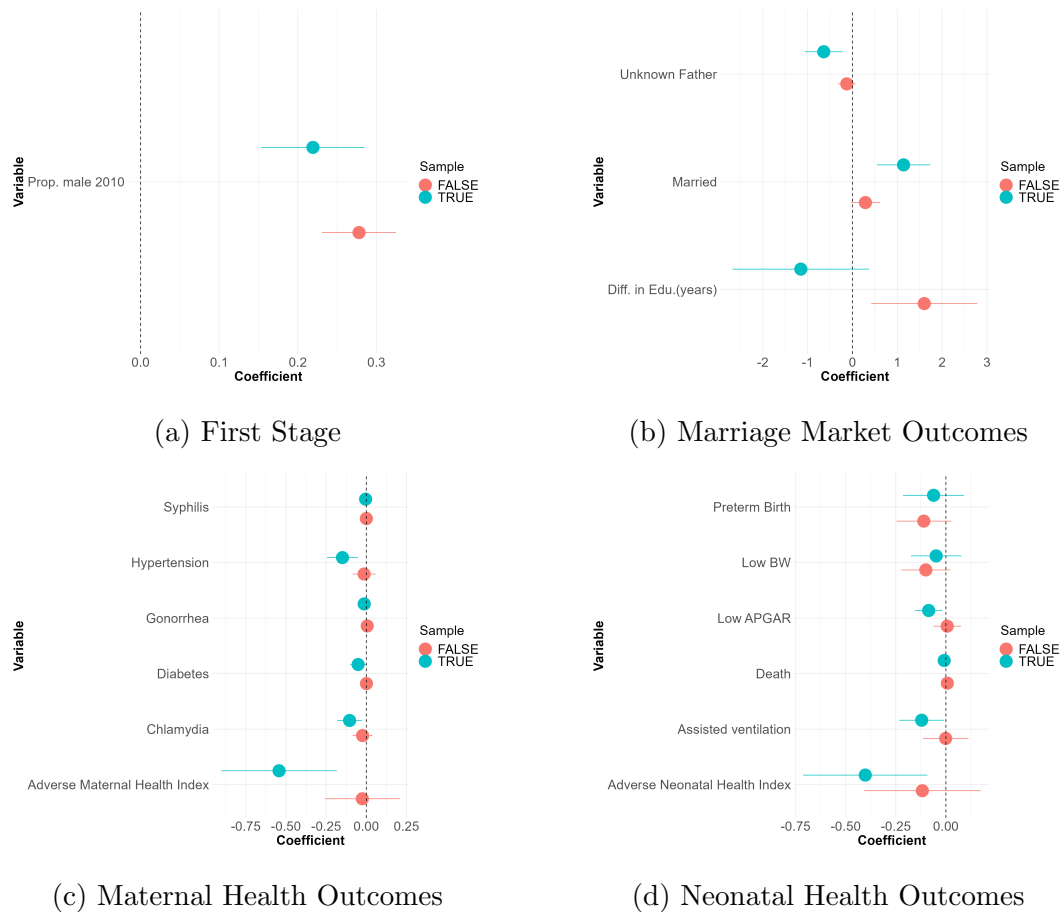 Variable
Prop. male 2010
0.0 0.1 0.2 0.3
Coefficient
Sample
FALSE
TRUE
(a) First Stage
Variable
Unknown Father
Married
Diff. in Edu.(years)
-2 -1 0 1 2 3
Coefficient
Sample
FALSE
TRUE
(b) Marriage Market Outcomes
Variable
Syphilis
Hypertension
Gonorrhea
Diabetes
Chlamydia
Adverse Maternal Health Index
-0.75 -0.50 -0.25 0.00 0.25
Coefficient
Sample
FALSE
TRUE
(c) Maternal Health Outcomes
Variable
Preterm Birth
Low BW
Low APGAR
Death
Assisted ventilation
Adverse Neonatal Health Index
-0.75 -0.50 -0.25 0.00
Coefficient
Sample
FALSE
TRUE
(d) Neonatal Health Outcomes